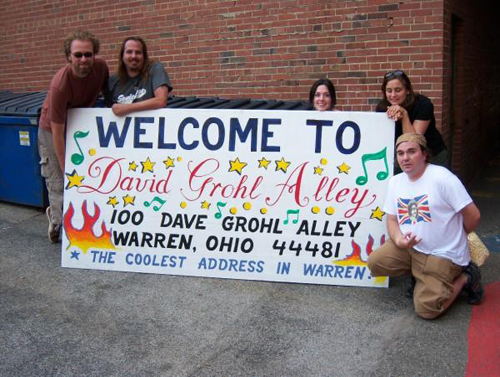 WELCOME TO
David Grohl Alley
100 DAVE GROHL ALLEY
WARREN, OHIO 44481
THE COOLEST ADDRESS IN WARREN!